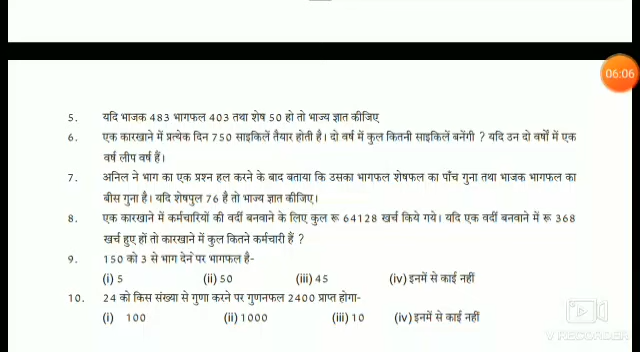 06:06
5. यदि भाजक 483 भागफल 403 तथा शेष 50 हो तो भाज्य ज्ञात कीजिए
6. एक कारखाने में प्रत्येक दिन 750 साइकिलें तैयार होती है। दो वर्ष में कुल कितनी साइकिलें बनेंगी ? यदि उन दो वर्षों में एक
वर्ष लीप वर्ष हैं।
7. अनिल ने भाग का एक प्रश्न हल करने के बाद बताया कि उसका भागफल शेषफल का पाँच गुना तथा भाजक भागफल का
बीस गुना है। यदि शेषपुल 76 है तो भाज्य ज्ञात कीजिए।
8. एक कारखाने में कर्मचारियों की वर्दी बनवाने के लिए कुल रू 64128 खर्च किये गये। यदि एक वर्दी बनवाने में रू 368
खर्च हुए हों तो कारखाने में कुल कितने कर्मचारी हैं ?
9. 150 को 3 से भाग देने पर भागफल है-
(i) 5 (ii) 50 (iii) 45 (iv) इनमें से काई नहीं
10. 24 को किस संख्या से गुणा करने पर गुणनफल 2400 प्राप्त होगा-
(i) 100 (ii) 1000 (iii) 10 (iv) इनमें से काई नहीं
V RECORDER